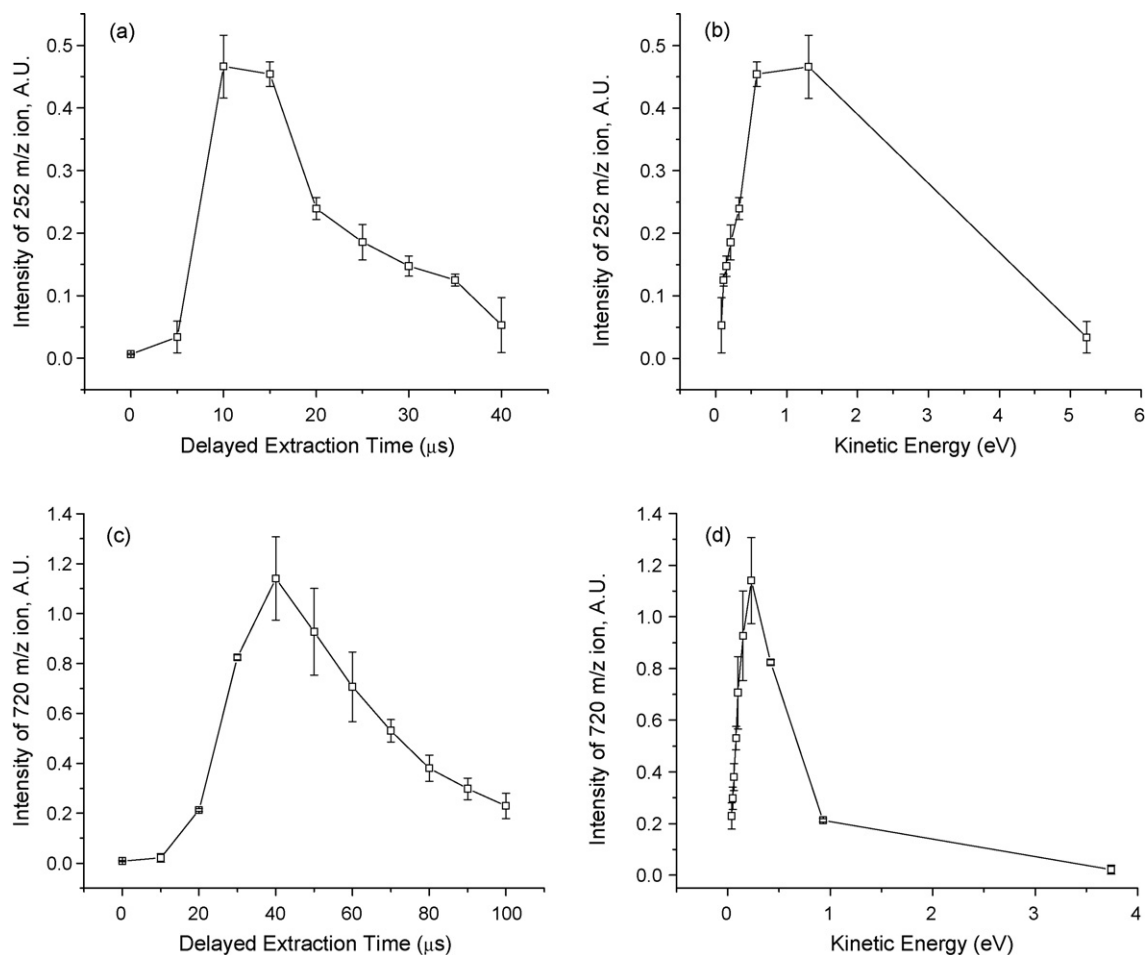 (a)
Intensity of 252 m/z ion, A.U.
0.5
0.4
0.3
0.2
0.1
0.0
0 10 20 30 40
Delayed Extraction Time (μs)
(b)
Intensity of 252 m/z ion, A.U.
0.5
0.4
0.3
0.2
0.1
0.0
0 1 2 3 4 5 6
Kinetic Energy (eV)
(c)
Intensity of 720 m/z ion, A.U.
1.4
1.2
1.0
0.8
0.6
0.4
0.2
0.0
0 20 40 60 80 100
Delayed Extraction Time (μs)
(d)
Intensity of 720 m/z ion, A.U.
1.4
1.2
1.0
0.8
0.6
0.4
0.2
0.0
0 1 2 3 4
Kinetic Energy (eV)